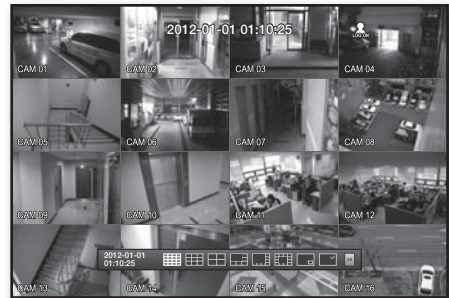 2012-01-01 01:10:25
LOG ON
CAM 01
CAM 02
CAM 03
CAM 04
CAM 05
CAM 06
CAM 07
CAM 08
CAM 09
CAM 10
CAM 11
CAM 12
2012-01-01
01:10:25
CAM 13
CAM 14
CAM 15
CAM 16